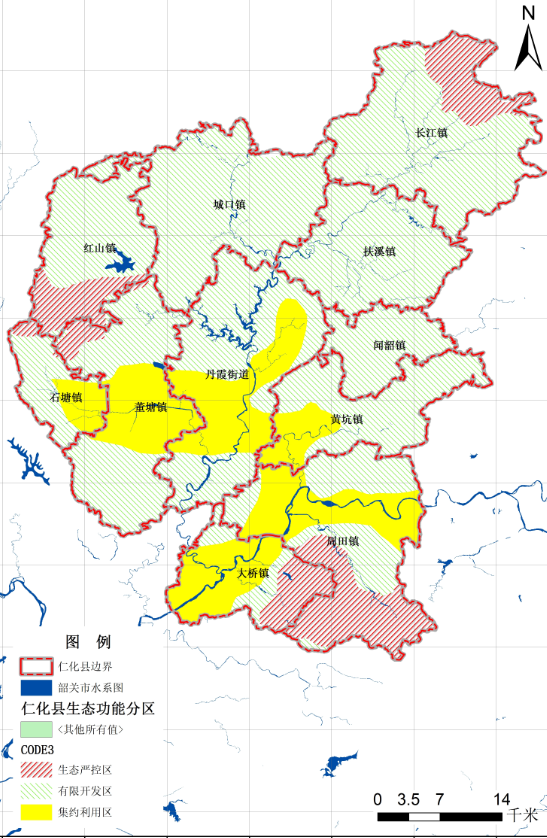 N
长江镇
城口镇
红山镇
扶溪镇
闻韶镇
丹霞街道
石塘镇
董塘镇
黄坑镇
周田镇
大桥镇
图 例
仁化县边界
韶关市水系图
仁化县生态功能分区
<其他所有值>
CODE3
生态严控区
有限开发区
集约利用区
0 3.5 7 14
千米